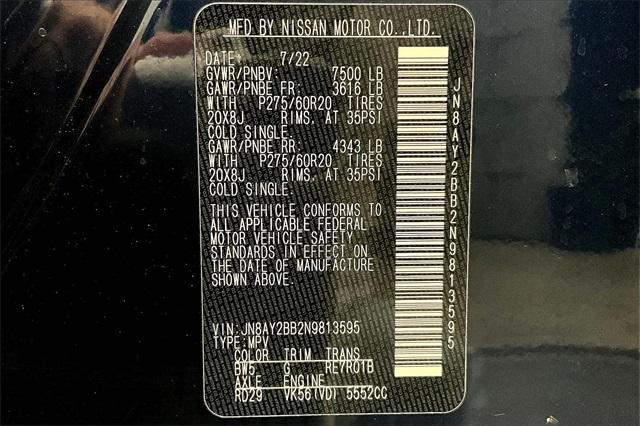 MFD BY NISSAN MOTOR CO.,LTD.
DATE: 7/22
GVWR/PNBV: 7500 LB
GAWR/PNBE FR: 3616 LB
WITH P275/60R20 TIRES
20X8J RIMS, AT 35PSI
COLD SINGLE.
GAWR/PNBE RR: 4343 LB
WITH P275/60R20 TIRES
20X8J RIMS, AT 35PSI
COLD SINGLE.
THIS VEHICLE CONFORMS TO
ALL APPLICABLE FEDERAL
MOTOR VEHICLE SAFETY
STANDARDS IN EFFECT ON
THE DATE OF MANUFACTURE
SHOWN ABOVE.
VIN: JN8AY2BB2N9813595
TYPE: MPV
COLOR TRIM TRANS
BW5 G RE7R01B
AXLE ENGINE
RD29 VK56(VD) 5552CC
JN8AY2BB2N9813595